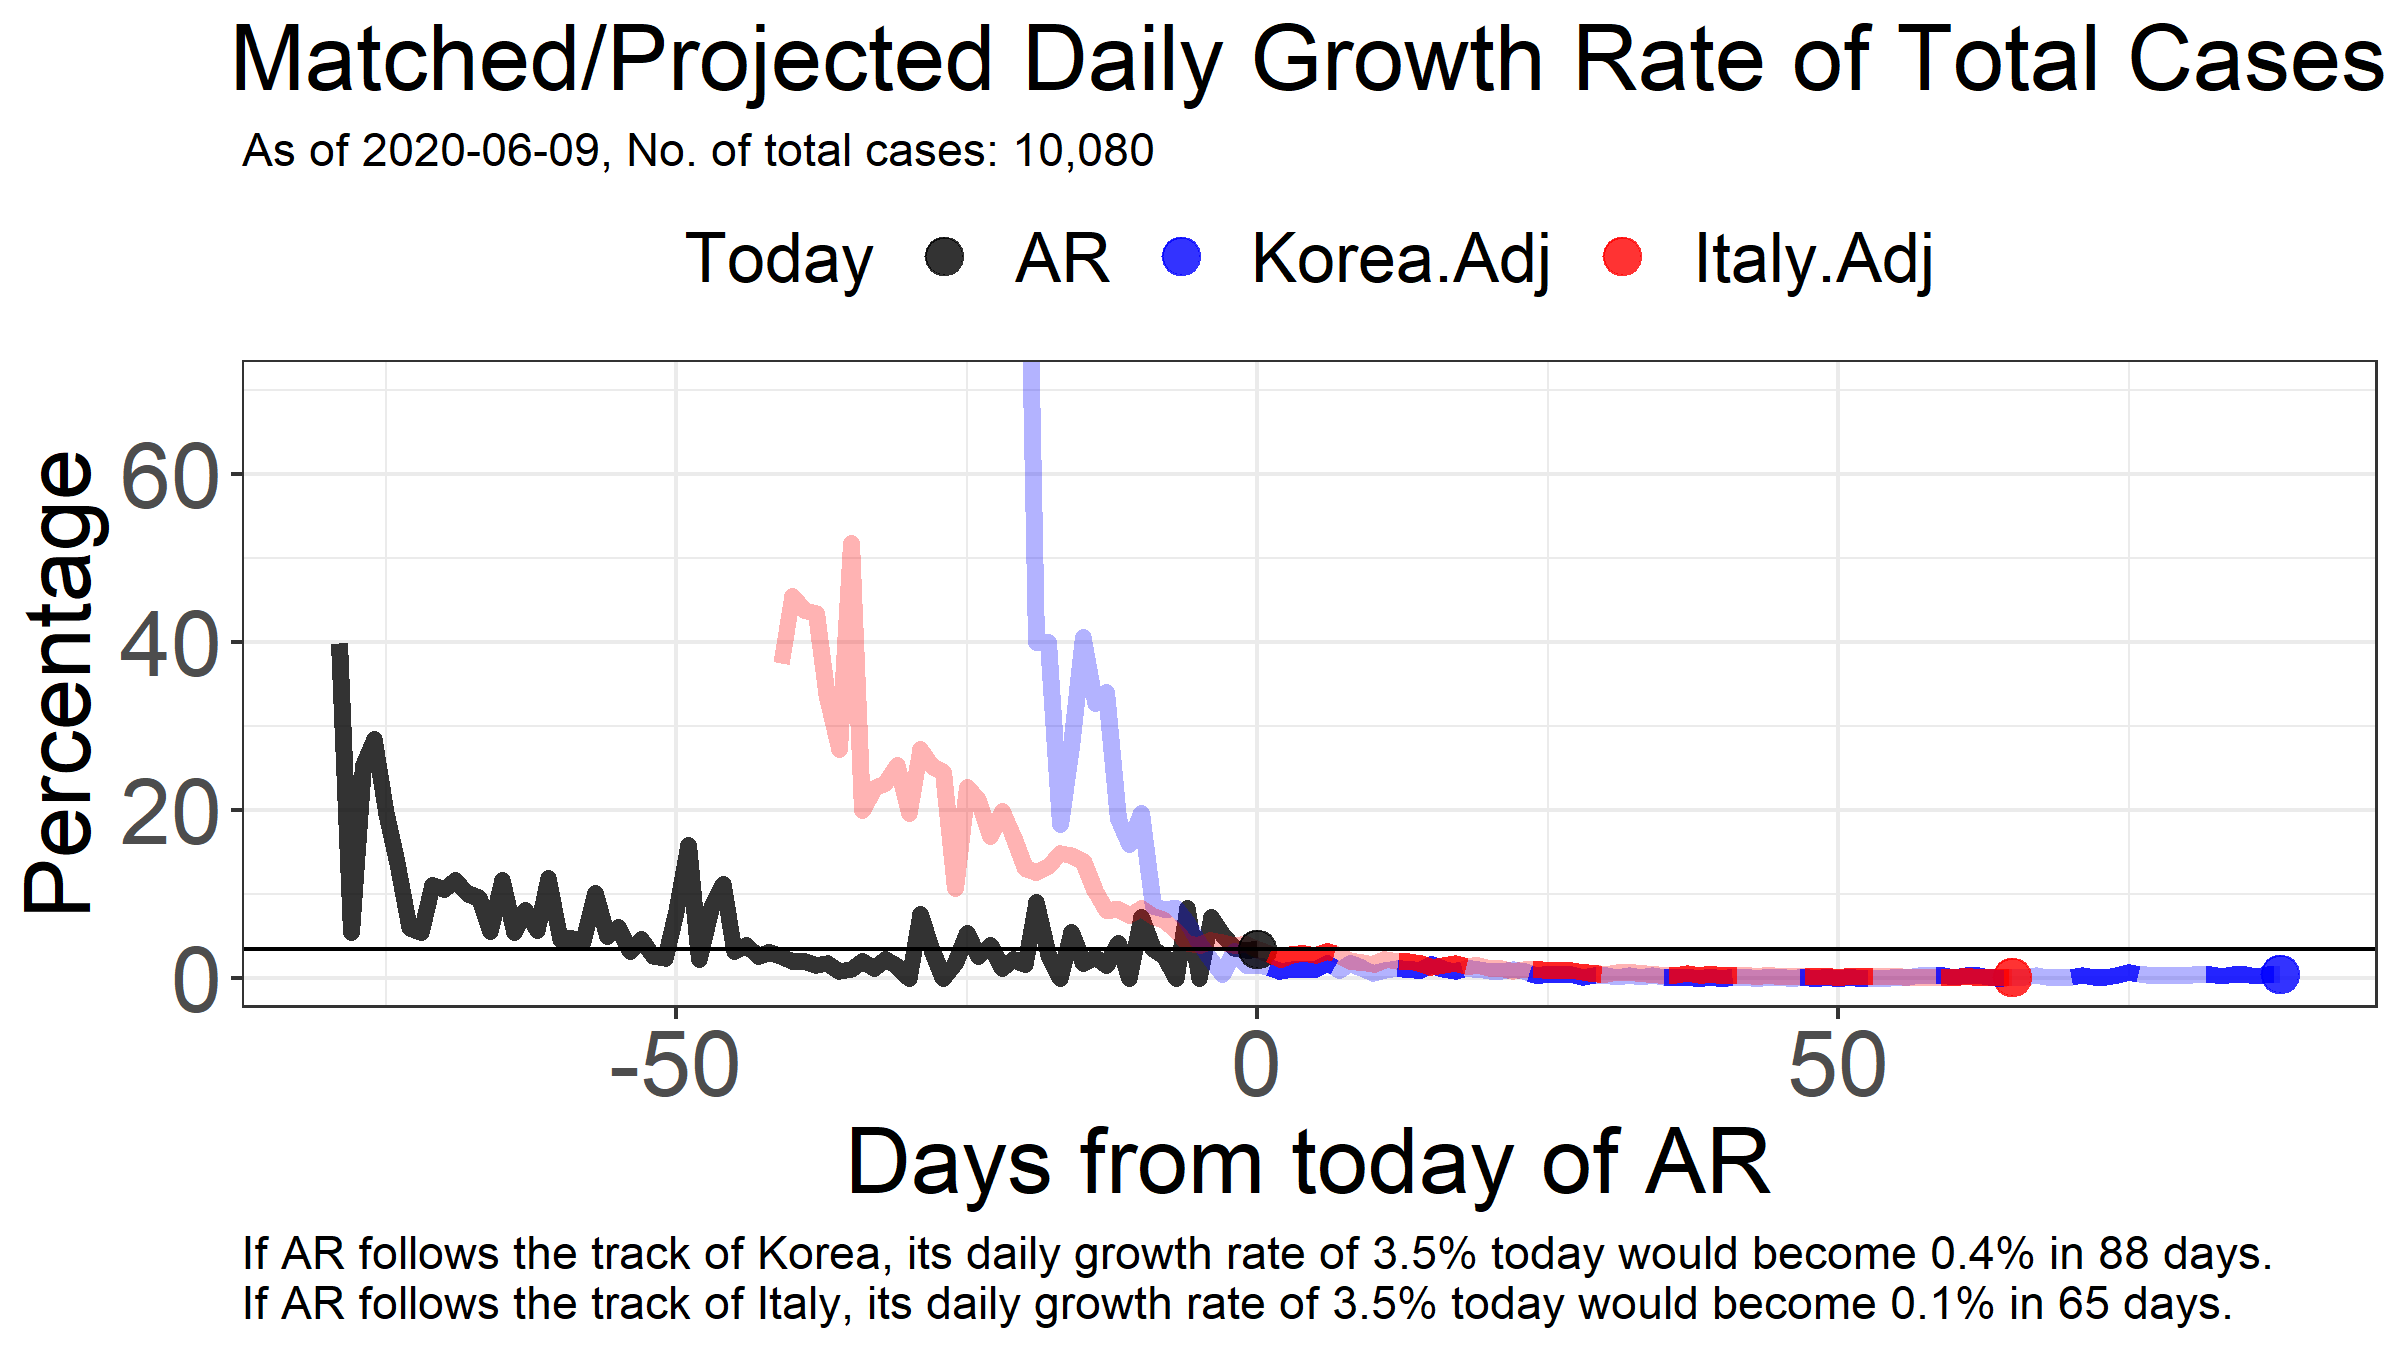 Matched/Projected Daily Growth Rate of Total Cases
As of 2020-06-09, No. of total cases: 10,080
Today AR Korea.Adj Italy.Adj
Percentage
60
40
20
0
-50 0 50
Days from today of AR
If AR follows the track of Korea, its daily growth rate of 3.5% today would become 0.4% in 88 days.
If AR follows the track of Italy, its daily growth rate of 3.5% today would become 0.1% in 65 days.